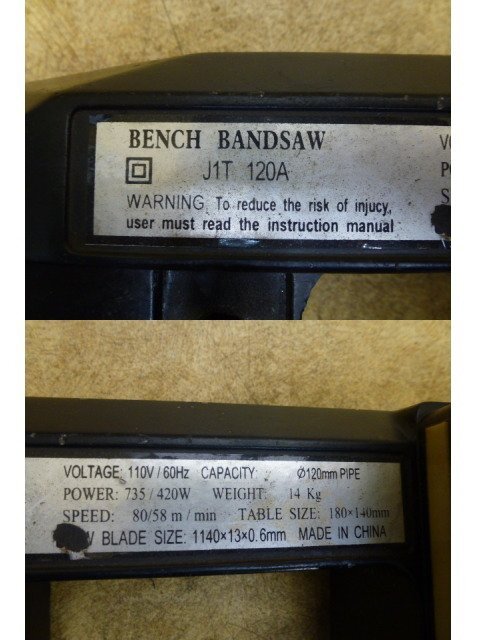 BENCH BANDSAW
J1T 120A
WARNING To reduce the risk of injucy,
user must read the instruction manual
VOLTAGE: 110V / 60Hz CAPACITY Ø120mm PIPE
POWER: 735 / 420W WEIGHT: 14 Kg
SPEED: 80/58 m / min TABLE SIZE: 180×140mm
BLADE SIZE: 1140×13×0.6mm MADE IN CHINA